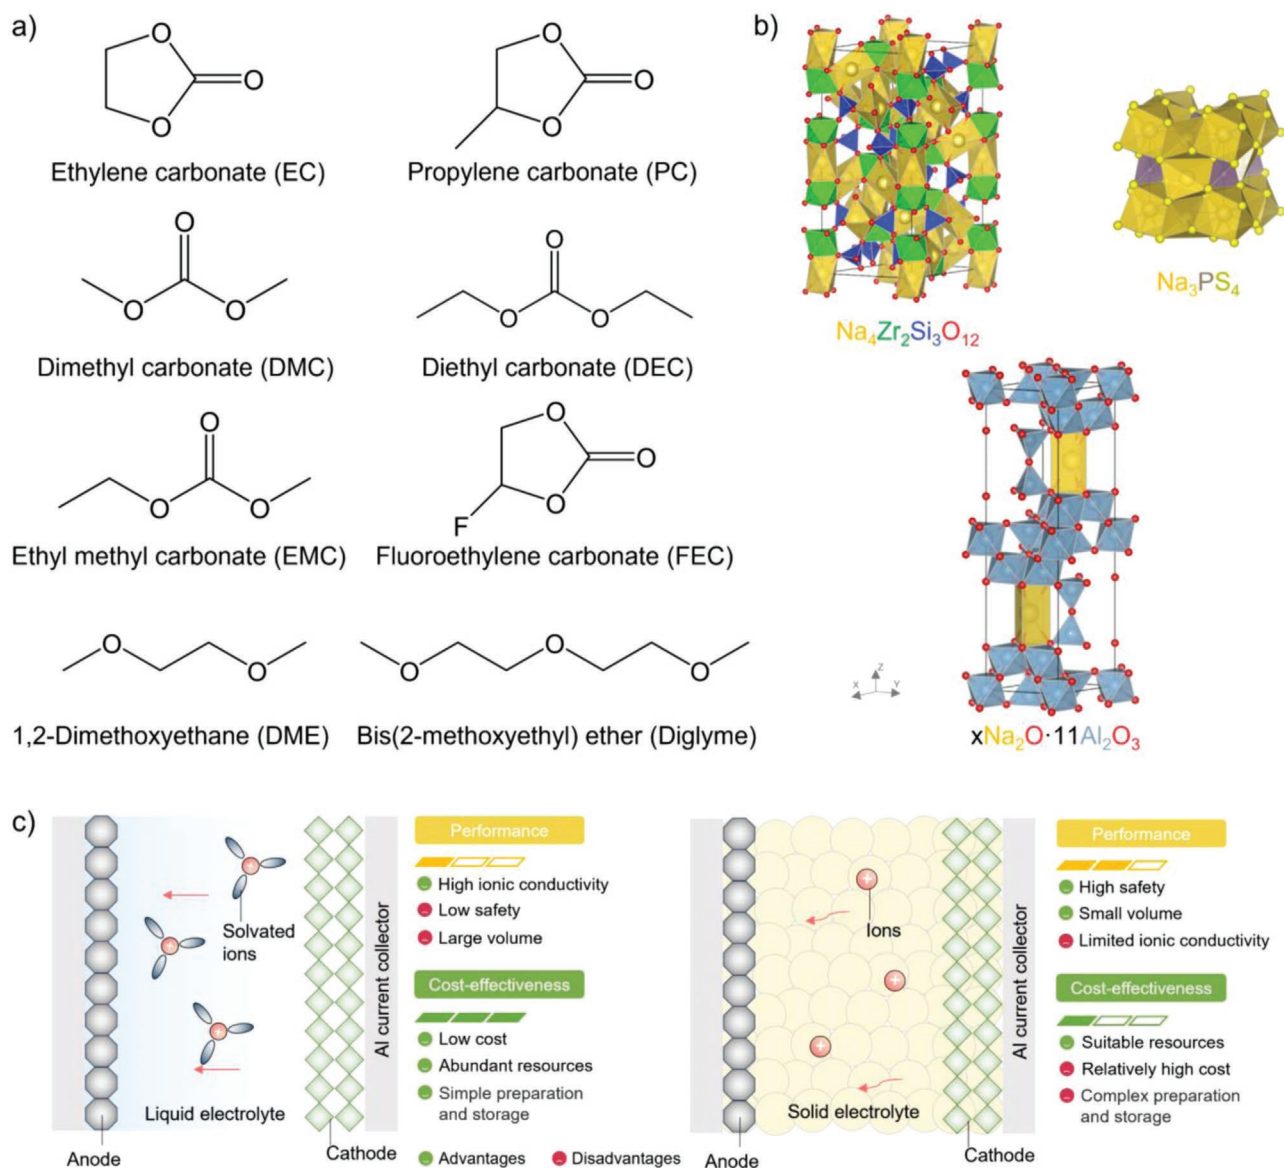 a)
O
O
O
Ethylene carbonate (EC)
O
O
O
Propylene carbonate (PC)
O
O
O
Dimethyl carbonate (DMC)
O
O
O
Diethyl carbonate (DEC)
O
O
O
Ethyl methyl carbonate (EMC)
O
O
O
F
Fluoroethylene carbonate (FEC)
O
O
1,2-Dimethoxyethane (DME)
O
O
O
Bis(2-methoxyethyl) ether (Diglyme)
b)
Na₄Zr₂Si₃O₁₂
Na₃PS₄
Z
X
Y
xNa₂O·11Al₂O₃
c)
+
+
+
Solvated
ions
Liquid electrolyte
Anode
Cathode
Al current collector
Performance
High ionic conductivity
Low safety
Large volume
Cost-effectiveness
Low cost
Abundant resources
Simple preparation
and storage
Advantages
Disadvantages
+
+
+
Ions
Solid electrolyte
Anode
Cathode
Al current collector
Performance
High safety
Small volume
Limited ionic conductivity
Cost-effectiveness
Suitable resources
Relatively high cost
Complex preparation
and storage